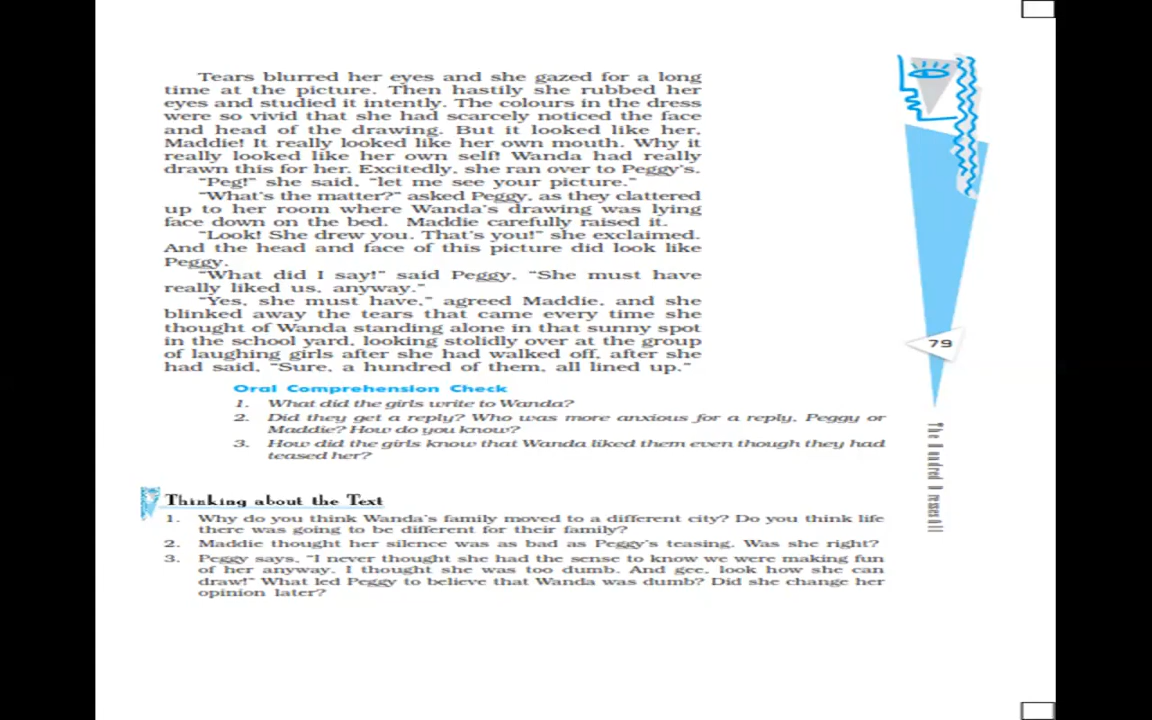 Tears blurred her eyes and she gazed for a long
time at the picture. Then hastily she rubbed her
eyes and studied it intently. The colours in the dress
were so vivid that she had scarcely noticed the face
and head of the drawing. But it looked like her,
Maddie! It really looked like her own mouth. Why it
really looked like her own self! Wanda had really
drawn this for her. Excitedly, she ran over to Peggy's.
“Peg!” she said, “let me see your picture.”
“What's the matter?” asked Peggy, as they clattered
up to her room where Wanda's drawing was lying
face down on the bed. Maddie carefully raised it.
“Look! She drew you. That's you!” she exclaimed.
And the head and face of this picture did look like
Peggy.
“What did I say!” said Peggy, “She must have
really liked us, anyway.”
“Yes, she must have,” agreed Maddie, and she
blinked away the tears that came every time she
thought of Wanda standing alone in that sunny spot
in the school yard, looking stolidly over at the group
of laughing girls after she had walked off, after she
had said, “Sure, a hundred of them, all lined up.”
Oral Comprehension Check
1. What did the girls write to Wanda?
2. Did they get a reply? Who was more anxious for a reply, Peggy or
Maddie? How do you know?
3. How did the girls know that Wanda liked them even though they had
teased her?
Thinking about the Text
1. Why do you think Wanda's family moved to a different city? Do you think life
there was going to be different for their family?
2. Maddie thought her silence was as bad as Peggy's teasing. Was she right?
3. Peggy says, “I never thought she had the sense to know we were making fun
of her anyway. I thought she was too dumb. And gee, look how she can
draw!” What led Peggy to believe that Wanda was dumb? Did she change her
opinion later?
79
The Hundred Dresses–II